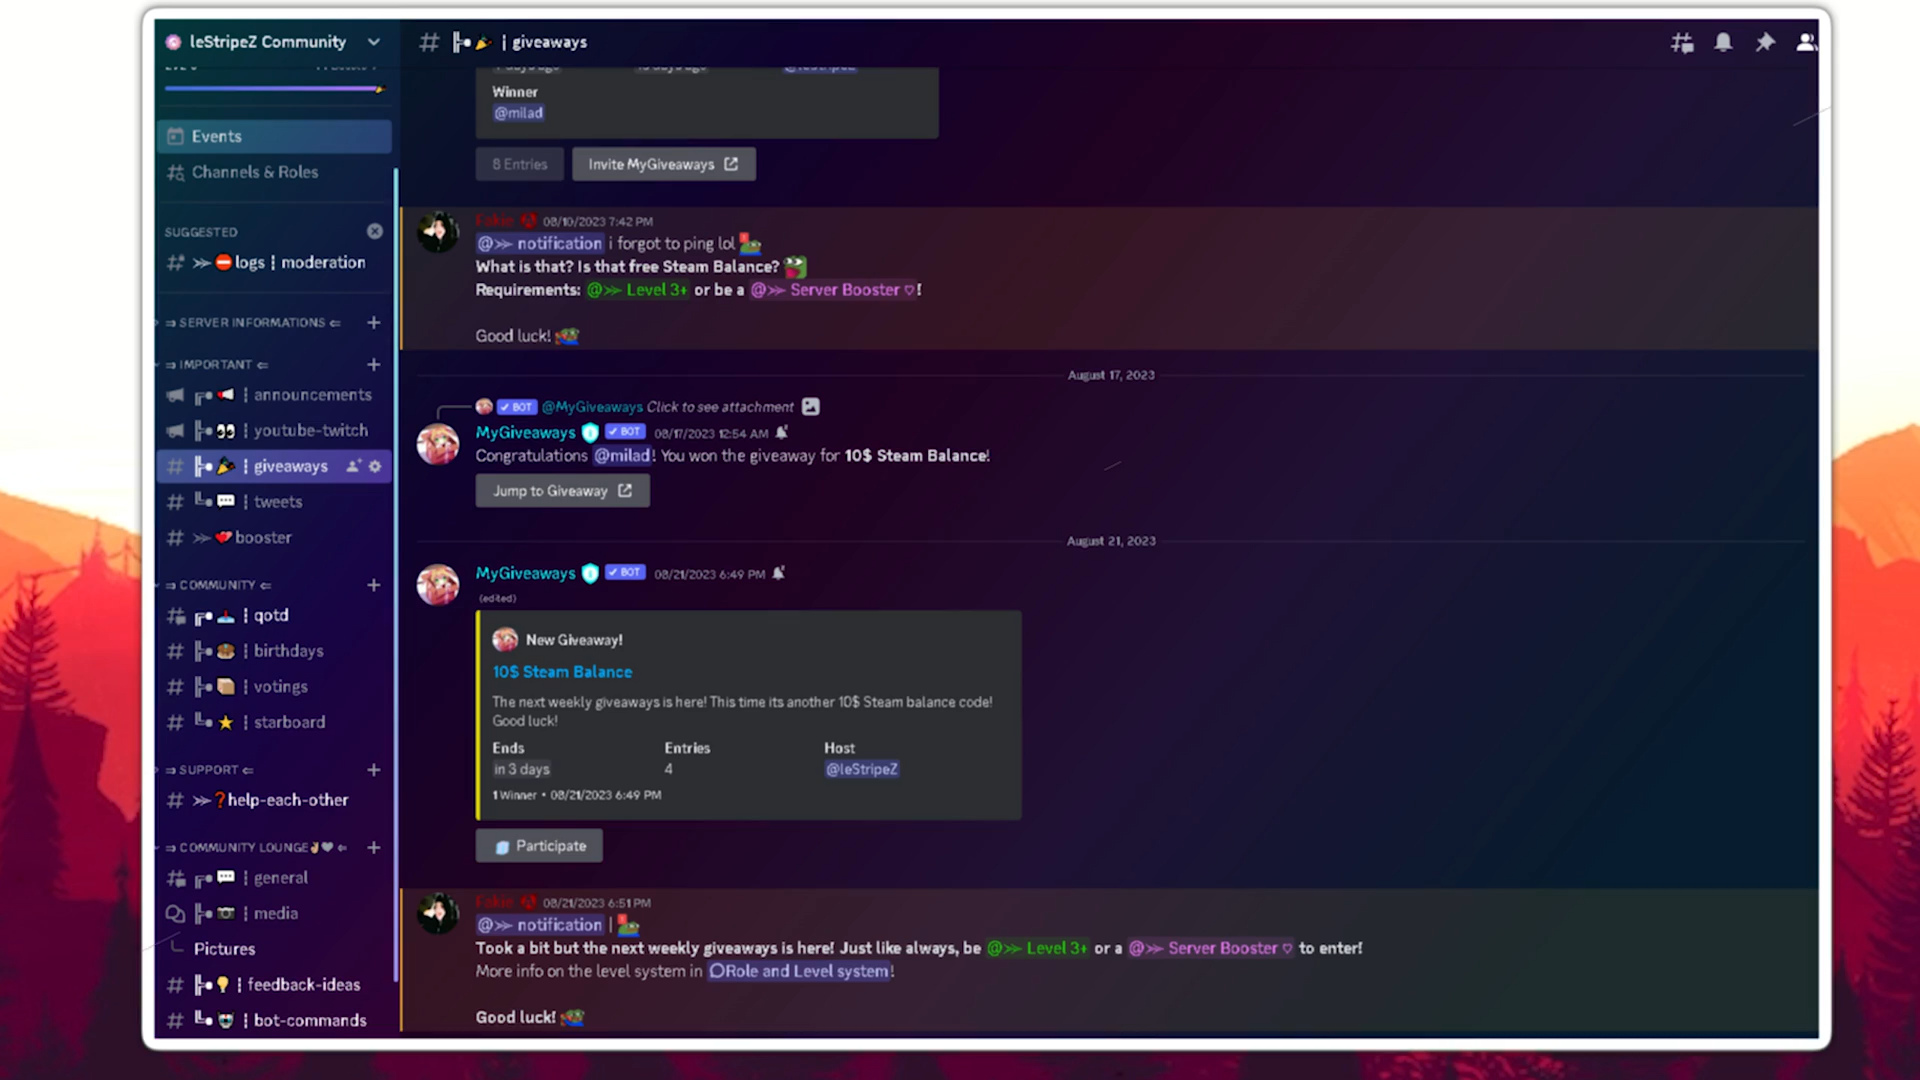 leStripeZ Community
Events
Channels & Roles
SUGGESTED
logs | moderation
⇒ SERVER INFORMATIONS ⇐
⇒ IMPORTANT ⇐
announcements
youtube-twitch
giveaways
tweets
booster
⇒ COMMUNITY ⇐
qotd
birthdays
votings
starboard
⇒ SUPPORT ⇐
help-each-other
⇒ COMMUNITY LOUNGE ⇐
general
media
Pictures
feedback-ideas
bot-commands
# | giveaways
Winner
@milad
8 Entries
Invite MyGiveaways
Fakie 08/10/2023 7:42 PM
@≫ notification i forgot to ping lol
What is that? Is that free Steam Balance?
Requirements: @≫ Level 3+ or be a @≫ Server Booster ♡!
Good luck!
August 17, 2023
BOT @MyGiveaways Click to see attachment
MyGiveaways BOT 08/17/2023 12:54 AM
Congratulations @milad! You won the giveaway for 10$ Steam Balance!
Jump to Giveaway
August 21, 2023
MyGiveaways BOT 08/21/2023 6:49 PM
(edited)
New Giveaway!
10$ Steam Balance
The next weekly giveaways is here! This time its another 10$ Steam balance code!
Good luck!
Ends Entries Host
in 3 days 4 @leStripeZ
1 Winner • 08/21/2023 6:49 PM
Participate
Fakie 08/21/2023 6:51 PM
@≫ notification |
Took a bit but the next weekly giveaways is here! Just like always, be @≫ Level 3+ or a @≫ Server Booster ♡ to enter!
More info on the level system in Role and Level system!
Good luck!